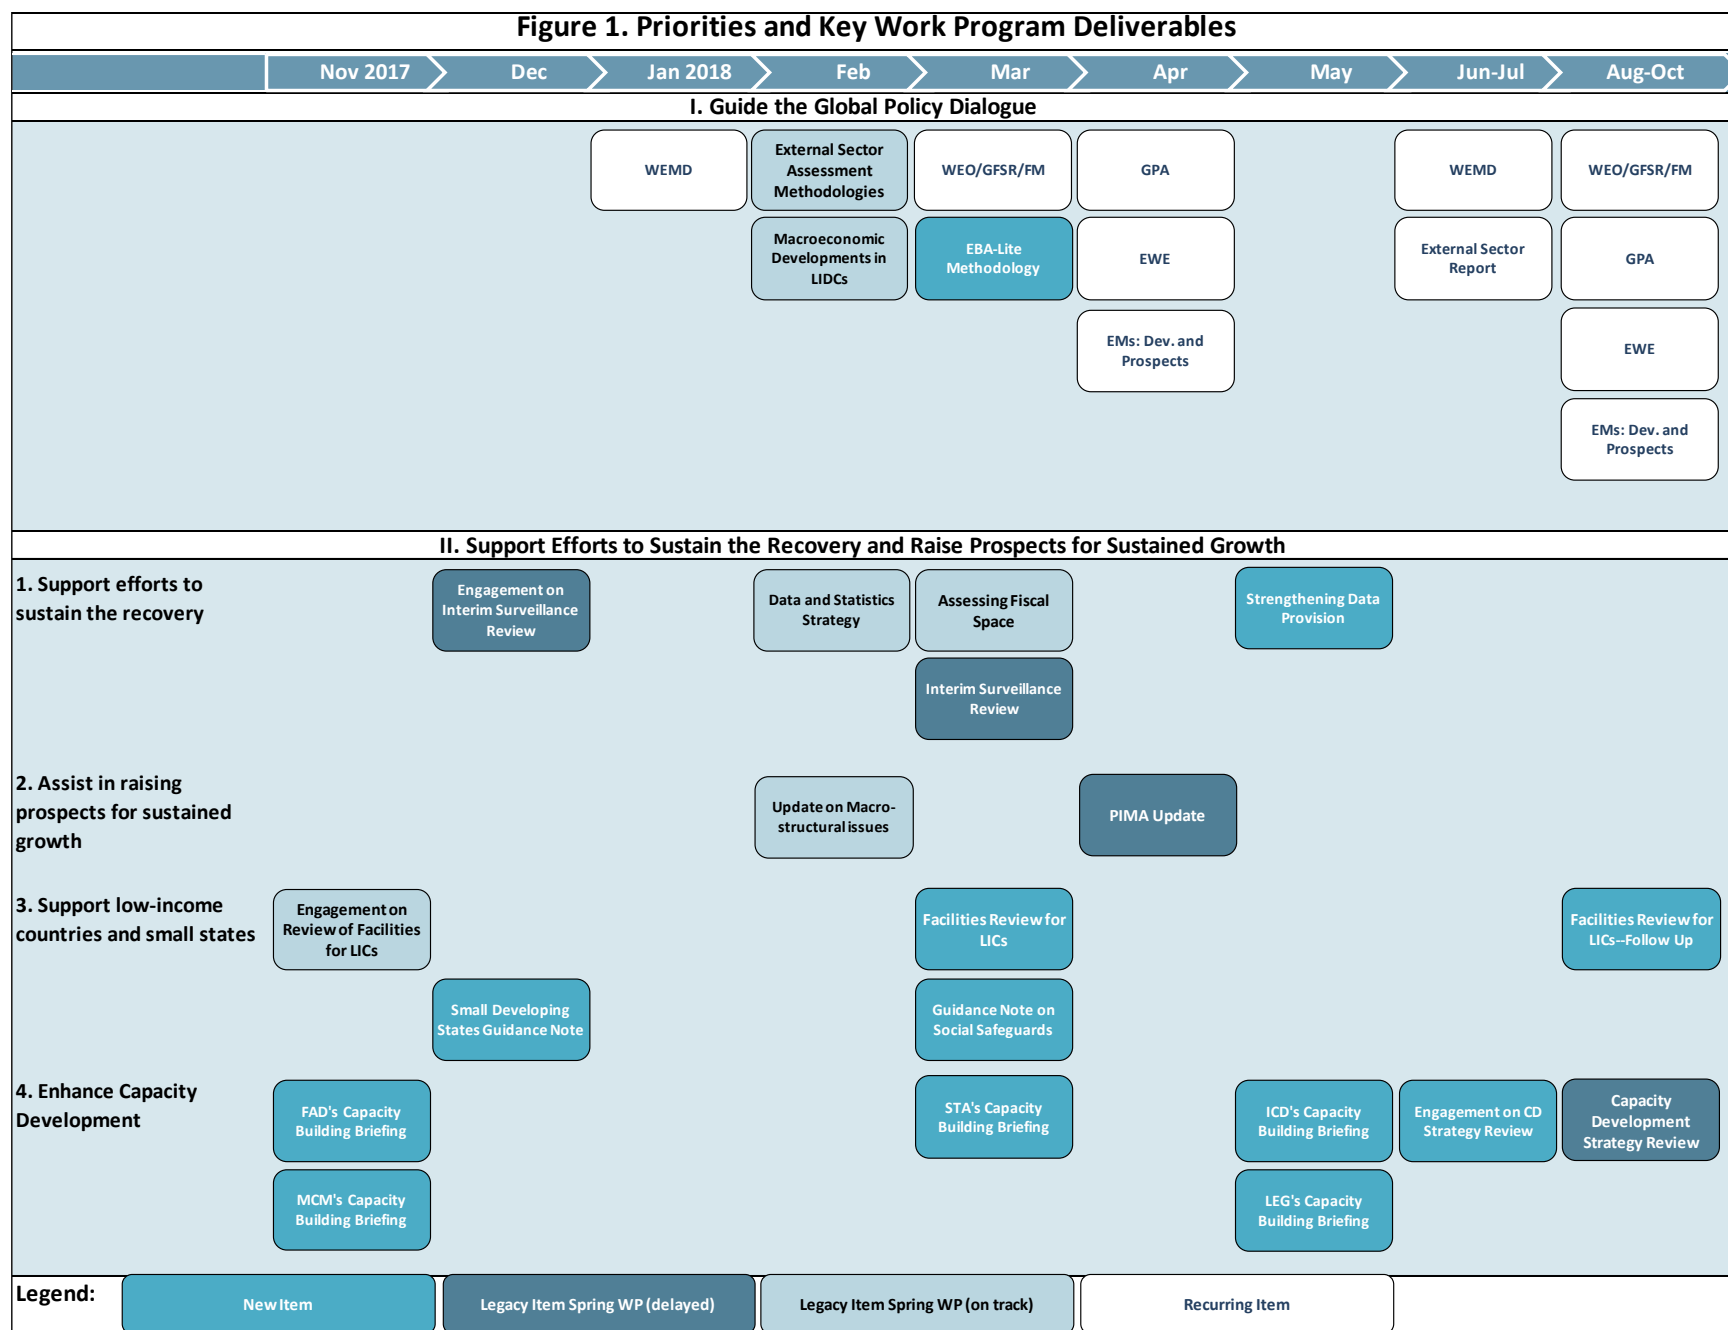 Figure 1. Priorities and Key Work Program Deliverables
Nov 2017 Dec Jan 2018 Feb Mar Apr May Jun-Jul Aug-Oct
I. Guide the Global Policy Dialogue
WEMD
External Sector
Assessment
Methodologies
WEO/GFSR/FM
GPA
WEMD
WEO/GFSR/FM
Macroeconomic
Developments in
LIDCs
EBA-Lite
Methodology
EWE
External Sector
Report
GPA
EMs: Dev. and
Prospects
EWE
EMs: Dev. and
Prospects
II. Support Efforts to Sustain the Recovery and Raise Prospects for Sustained Growth
1. Support efforts to
sustain the recovery
Engagement on
Interim Surveillance
Review
Data and Statistics
Strategy
Assessing Fiscal
Space
Strengthening Data
Provision
Interim Surveillance
Review
2. Assist in raising
prospects for sustained
growth
Update on Macro-
structural issues
PIMA Update
3. Support low-income
countries and small states
Engagement on
Review of Facilities
for LICs
Facilities Review for
LICs
Facilities Review for
LICs--Follow Up
Small Developing
States Guidance Note
Guidance Note on
Social Safeguards
4. Enhance Capacity
Development
FAD's Capacity
Building Briefing
STA's Capacity
Building Briefing
ICD's Capacity
Building Briefing
Engagement on CD
Strategy Review
Capacity
Development
Strategy Review
MCM's Capacity
Building Briefing
LEG's Capacity
Building Briefing
Legend:
New Item
Legacy Item Spring WP (delayed)
Legacy Item Spring WP (on track)
Recurring Item